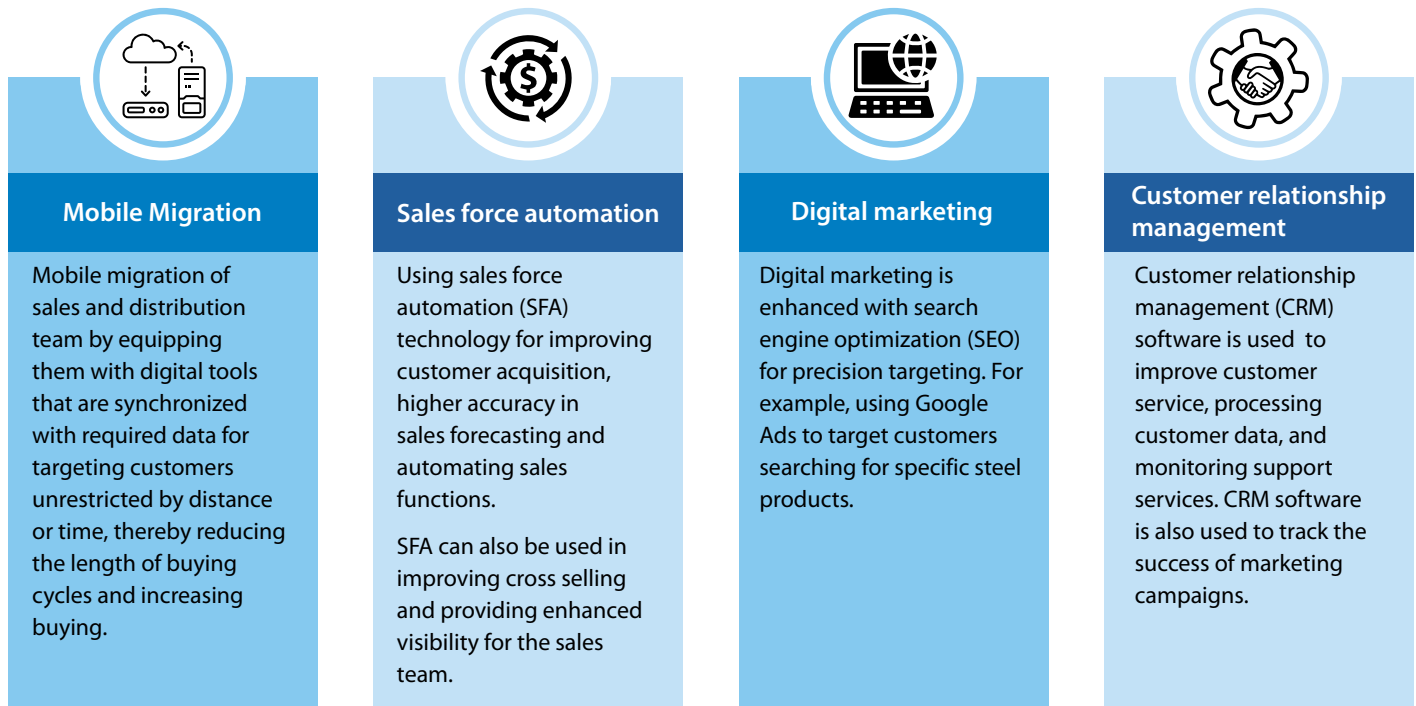 Mobile Migration
Mobile migration of
sales and distribution
team by equipping
them with digital tools
that are synchronized
with required data for
targeting customers
unrestricted by distance
or time, thereby reducing
the length of buying
cycles and increasing
buying.
$
Sales force automation
Using sales force
automation (SFA)
technology for improving
customer acquisition,
higher accuracy in
sales forecasting and
automating sales
functions.
SFA can also be used in
improving cross selling
and providing enhanced
visibility for the sales
team.
Digital marketing
Digital marketing is
enhanced with search
engine optimization (SEO)
for precision targeting. For
example, using Google
Ads to target customers
searching for specific steel
products.
Customer relationship
management
Customer relationship
management (CRM)
software is used to
improve customer
service, processing
customer data, and
monitoring support
services. CRM software
is also used to track the
success of marketing
campaigns.